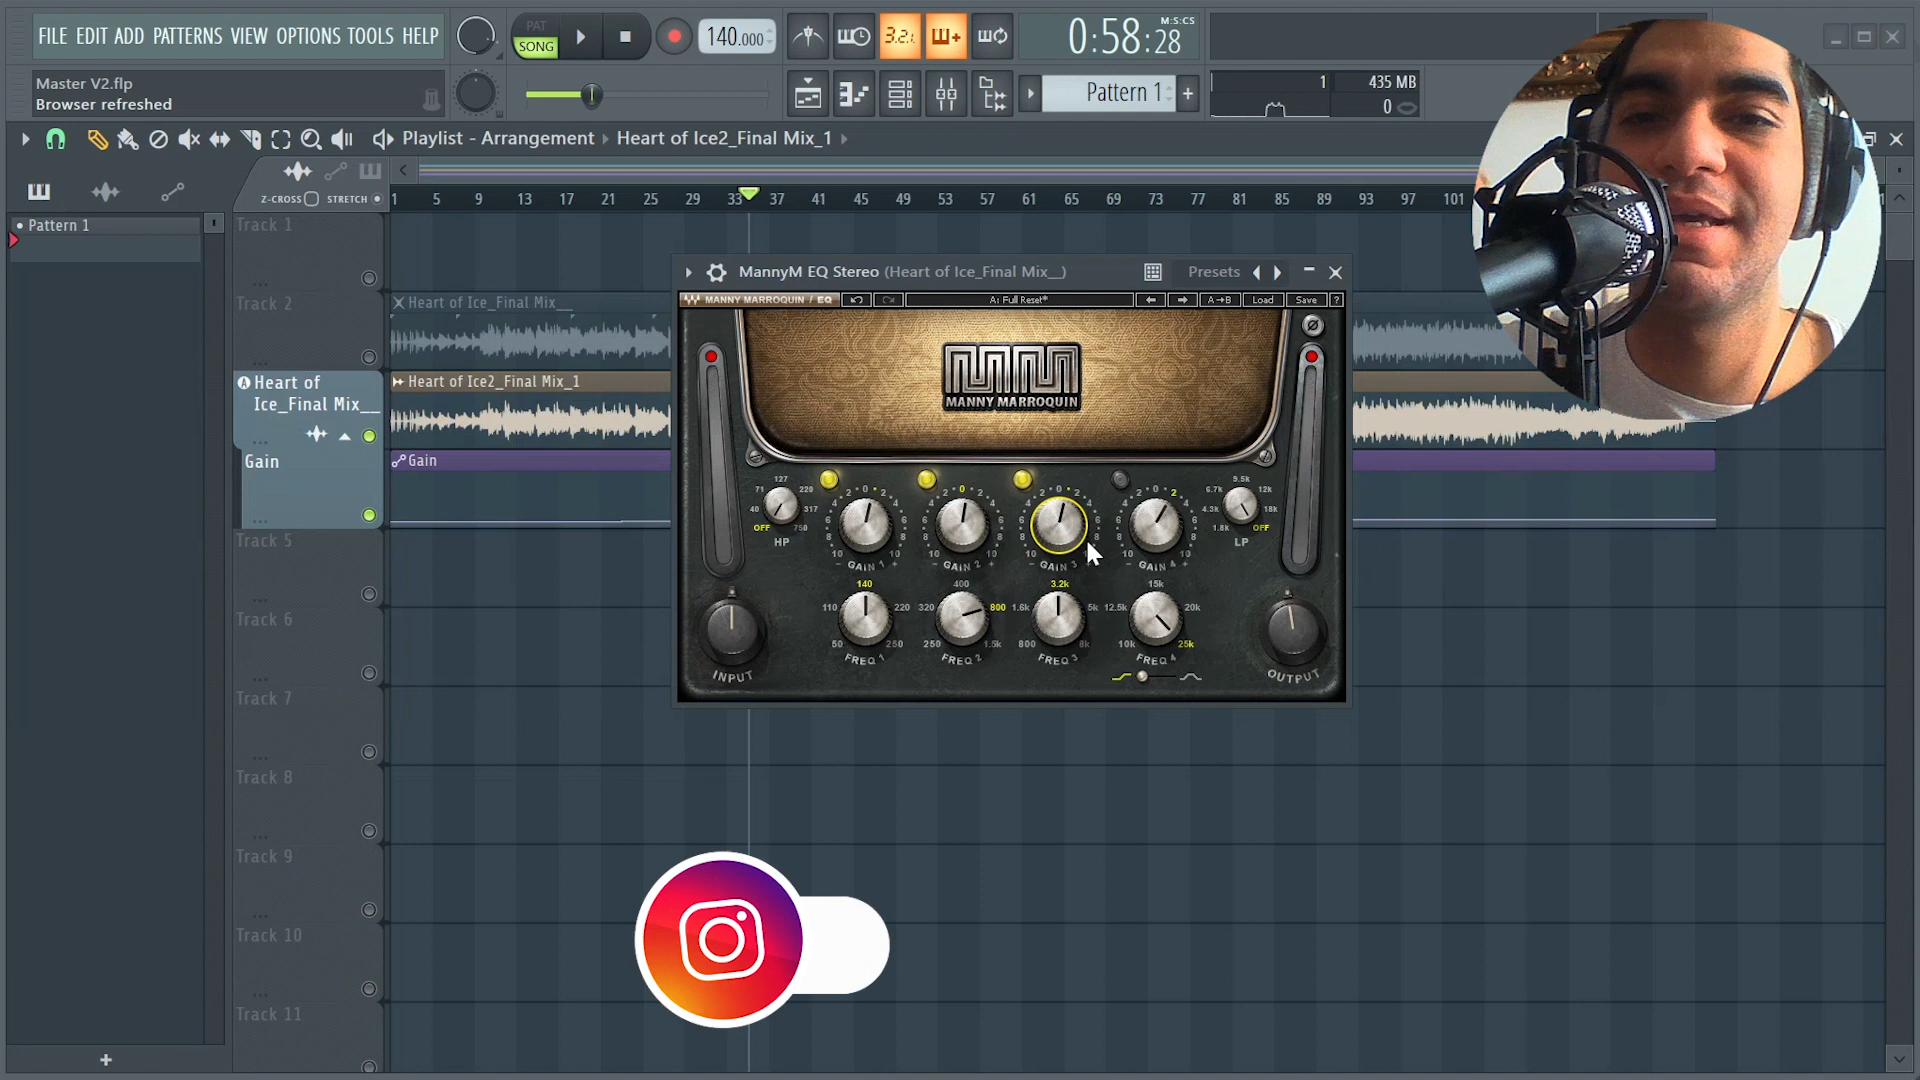 FILE EDIT ADD PATTERNS VIEW OPTIONS TOOLS HELP
PAT
SONG
140.000
3.2.
0:58:28
M:S:CS
Master V2.flp
Browser refreshed
Pattern 1
+
1
435 MB
0
Playlist - Arrangement
Heart of Ice2_Final Mix_1
Z-CROSS
STRETCH
1 5 9 13 17 21 25 29 33 37 41 45 49 53 57 61 65 69 73 77 81 85 89 93 97 101
Pattern 1
Track 1
Track 2
Heart of
Ice_Final Mix__
Gain
Track 5
Track 6
Track 7
Track 8
Track 9
Track 10
Track 11
Heart of Ice_Final Mix__
Heart of Ice2_Final Mix_1
Gain
MannyM EQ Stereo (Heart of Ice_Final Mix__)
Presets
MANNY MARROQUIN / EQ
A: Full Reset*
A→B
Load
Save
?
MANNY MARROQUIN
40 71 127 220 317 750 OFF
HP
10 8 6 4 2 0 2 4 6 8 10
- GAIN 1 +
10 8 6 4 2 0 2 4 6 8 10
- GAIN 2 +
10 8 6 4 2 0 2 4 6 8 10
- GAIN 3 +
10 8 6 4 2 0 2 4 6 8 10
- GAIN 4 +
1.8k 4.3k 6.7k 9.5k 12k 18k OFF
LP
INPUT
50 110 140 220 250
FREQ 1
250 320 400 800 1.5k
FREQ 2
800 1.6k 3.2k 5k 8k
FREQ 3
10k 12.5k 15k 20k 25k
FREQ 4
OUTPUT
+